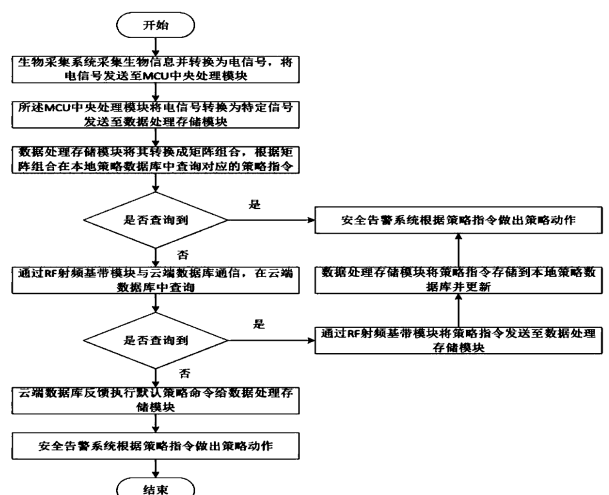 开始
生物采集系统采集生物信息并转换为电信号，将
电信号发送至MCU中央处理模块
所述MCU中央处理模块将电信号转换为特定信号
发送至数据处理存储模块
数据处理存储模块将其转换成矩阵组合，根据矩
阵组合在本地策略数据库中查询对应的策略指令
是否查询到
是
安全告警系统根据策略指令做出策略动作
否
通过RF射频基带模块与云端数据库通信，在云端
数据库中查询
数据处理存储模块将策略指令存储到本地策略数
据库并更新
是否查询到
是
通过RF射频基带模块将策略指令发送至数据处理
存储模块
否
云端数据库反馈执行默认策略命令给数据处理存
储模块
安全告警系统根据策略指令做出策略动作
结束